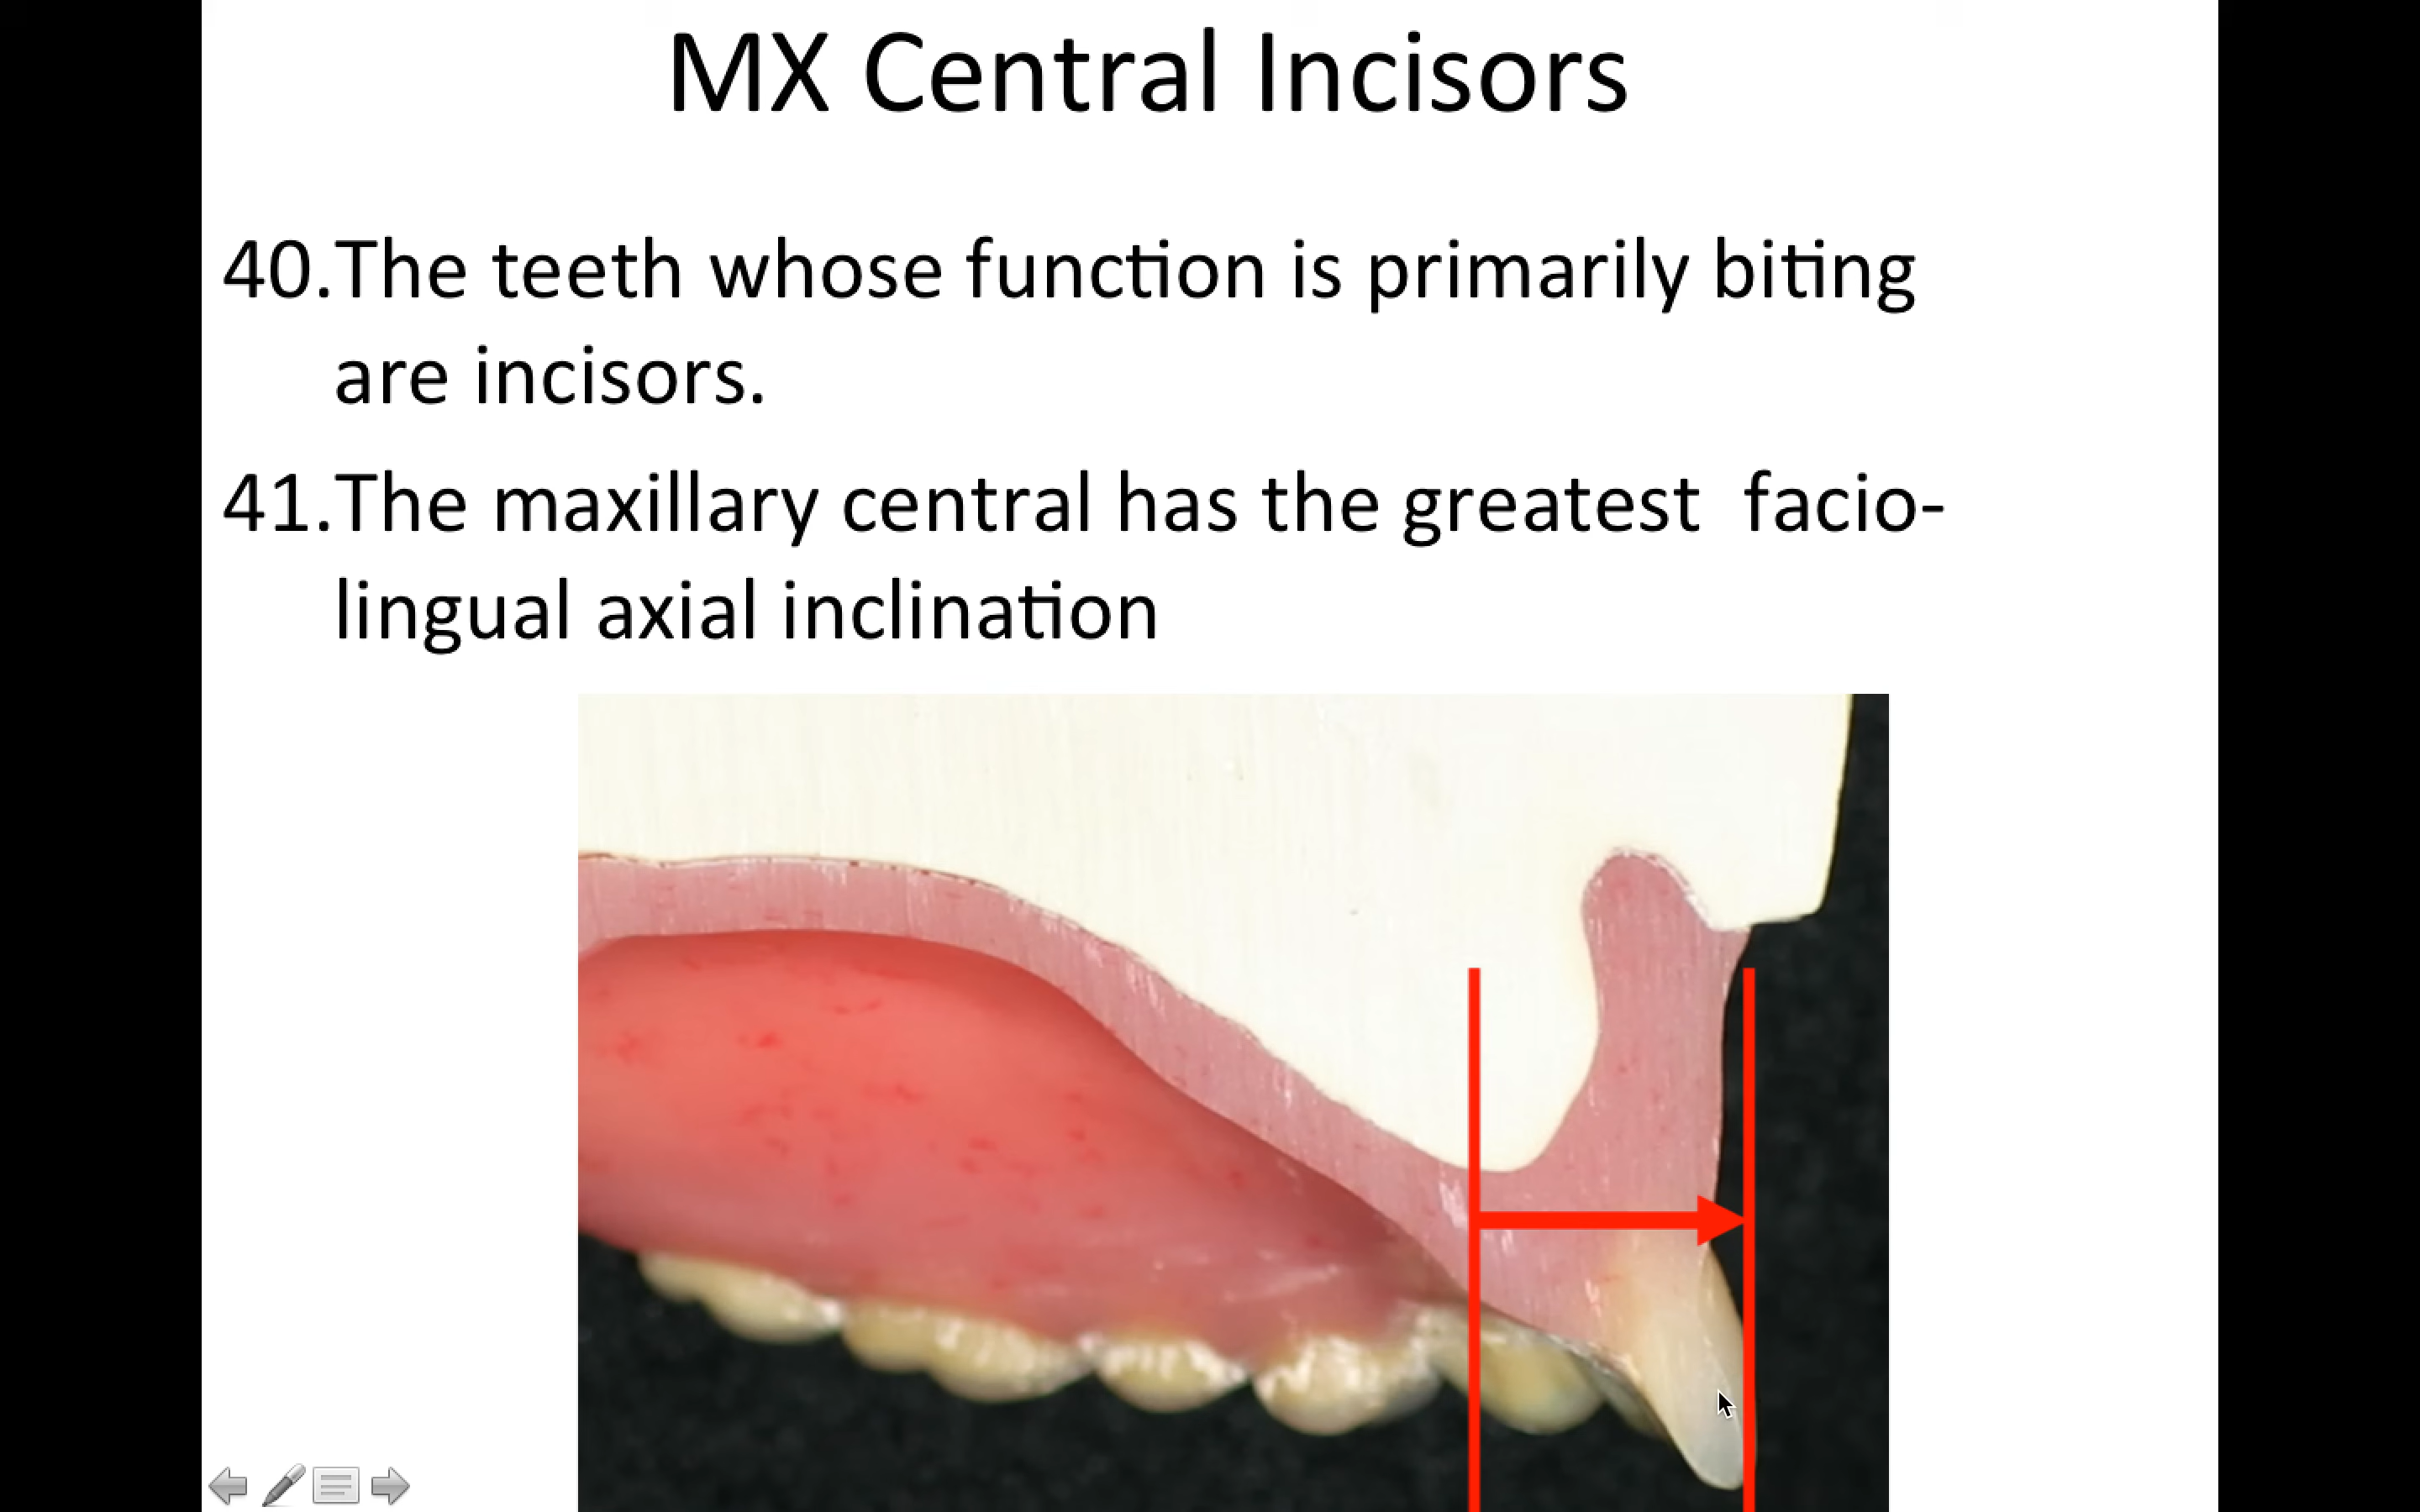 MX Central Incisors
40.The teeth whose function is primarily biting
are incisors.
41.The maxillary central has the greatest facio-
lingual axial inclination